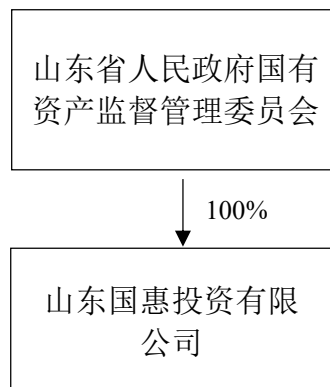 山东省人民政府国有
资产监督管理委员会
100%
山东国惠投资有限
公司